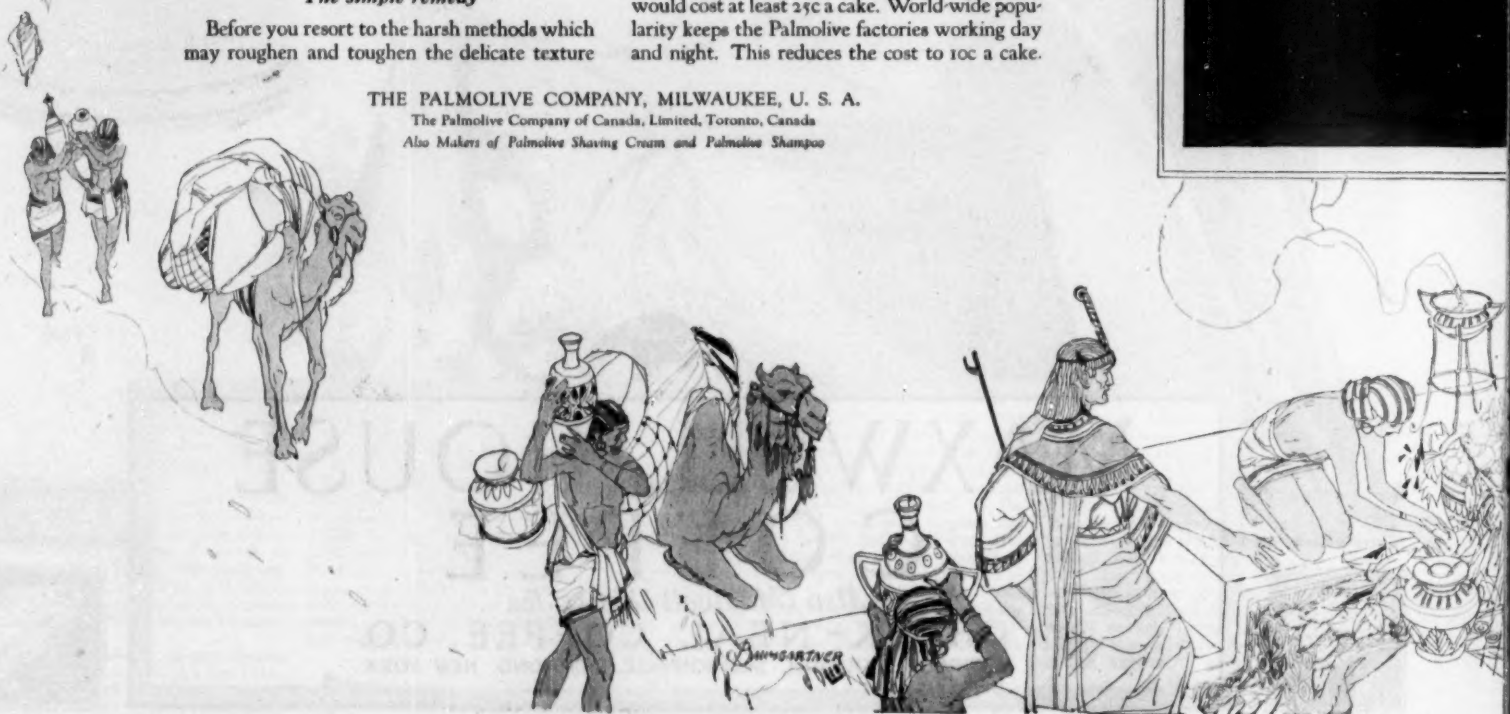 The simple remedy
Before you resort to the harsh methods which
may roughen and toughen the delicate texture
would cost at least 25c a cake. World-wide popu-
larity keeps the Palmolive factories working day
and night. This reduces the cost to 10c a cake.
THE PALMOLIVE COMPANY, MILWAUKEE, U. S. A.
The Palmolive Company of Canada, Limited, Toronto, Canada
Also Makers of Palmolive Shaving Cream and Palmolive Shampoo
BAUMGARTNER